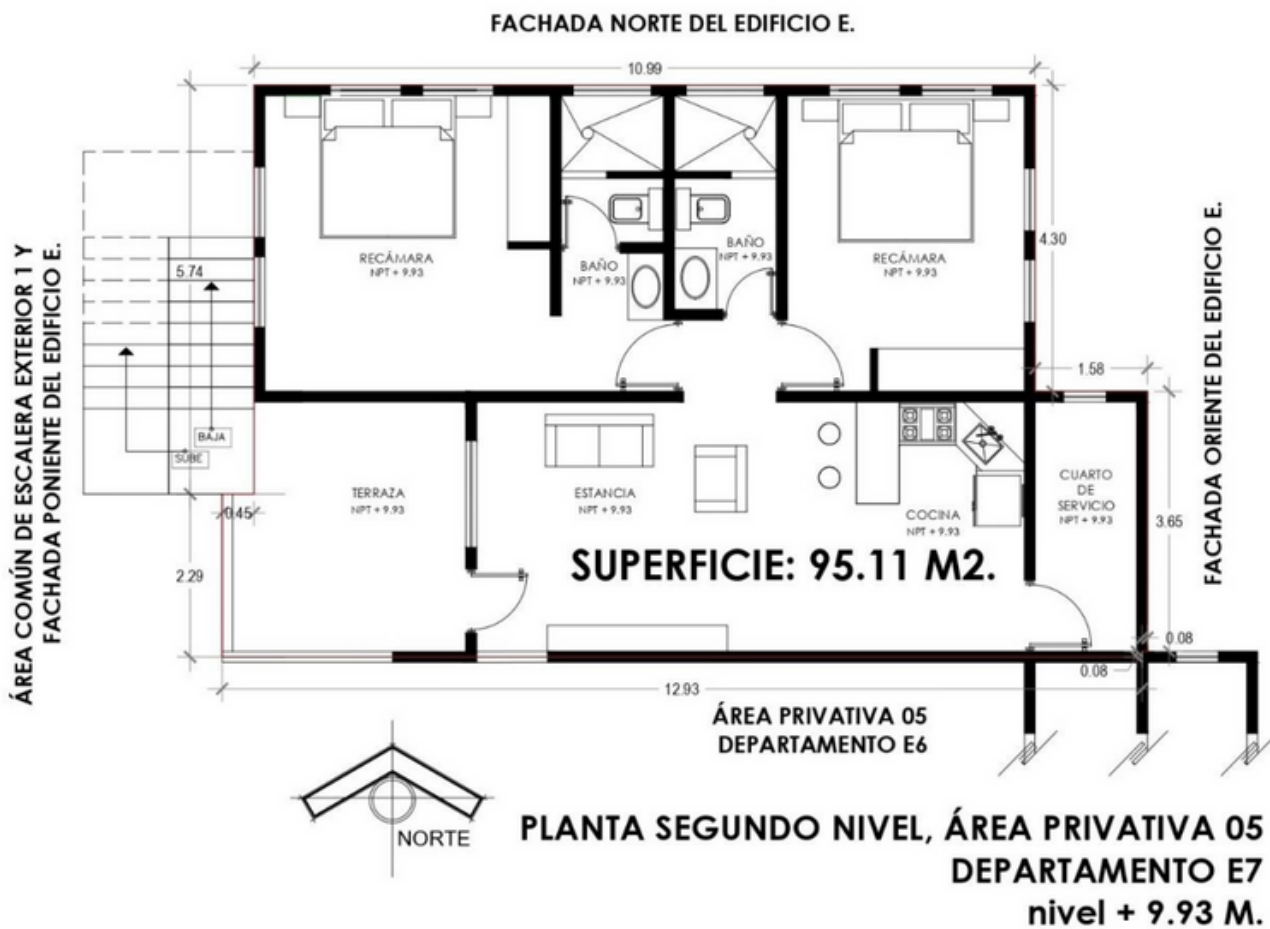 FACHADA NORTE DEL EDIFICIO E.
10.99
ÁREA COMÚN DE ESCALERA EXTERIOR 1 Y
FACHADA PONIENTE DEL EDIFICIO E.
5.74
RECÁMARA
NPT + 9.93
BAÑO
NPT + 9.93
BAÑO
NPT + 9.93
RECÁMARA
NPT + 9.93
4.30
FACHADA ORIENTE DEL EDIFICIO E.
1.58
BAJA
SUBE
0.45
2.29
TERRAZA
NPT + 9.93
ESTANCIA
NPT + 9.93
COCINA
NPT + 9.93
CUARTO
DE
SERVICIO
NPT + 9.93
3.65
SUPERFICIE: 95.11 M2.
0.08
0.08
12.93
ÁREA PRIVATIVA 05
DEPARTAMENTO E6
NORTE
PLANTA SEGUNDO NIVEL, ÁREA PRIVATIVA 05
DEPARTAMENTO E7
nivel + 9.93 M.